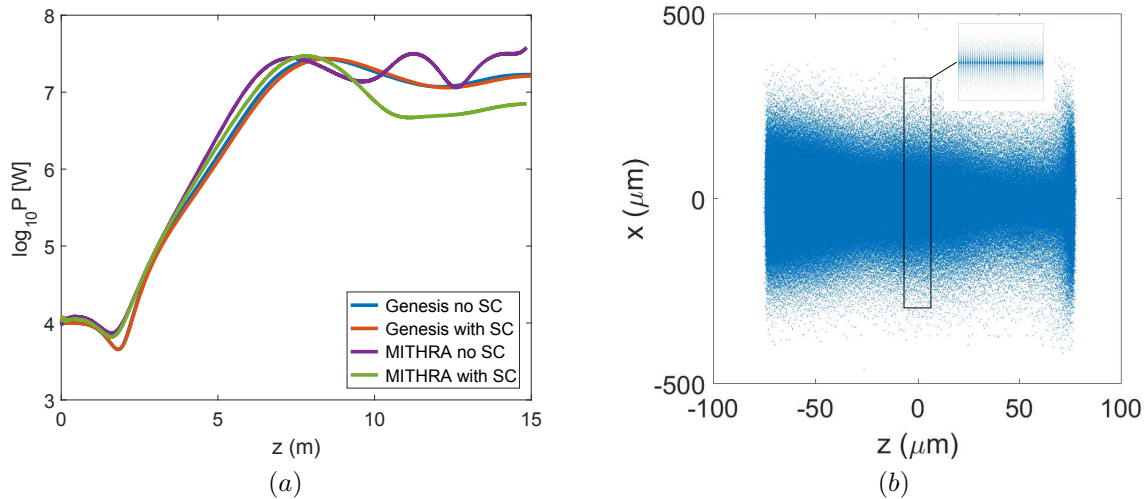 8
7
6
5
4
3
log₁₀P [W]
0
5
10
15
z (m)
Genesis no SC
Genesis with SC
MITHRA no SC
MITHRA with SC
(a)
500
0
-500
x (μm)
-100
-50
0
50
100
z (μm)
(b)